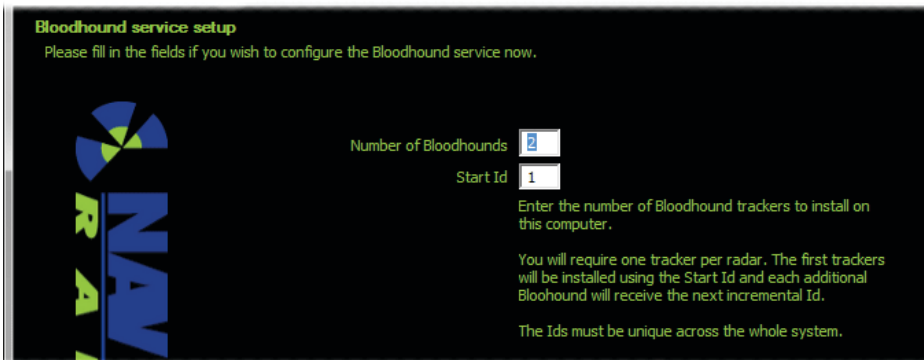 Bloodhound service setup
Please fill in the fields if you wish to configure the Bloodhound service now.
Number of Bloodhounds 2
Start Id 1
Enter the number of Bloodhound trackers to install on
this computer.
You will require one tracker per radar. The first trackers
will be installed using the Start Id and each additional
Bloohound will receive the next incremental Id.
The Ids must be unique across the whole system.
NAV
RA